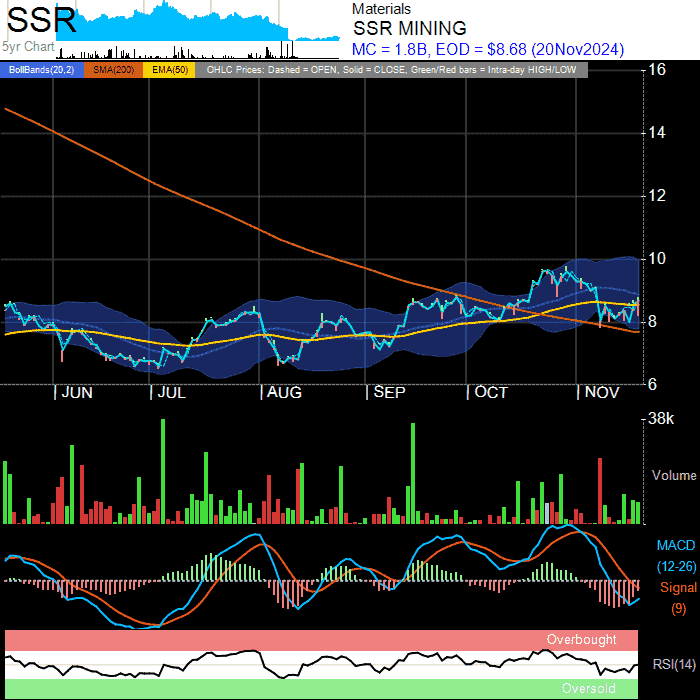 SSR
5yr Chart
Materials
SSR MINING
MC = 1.8B, EOD = $8.68 (20Nov2024)
BollBands(20,2) SMA(200) EMA(50) OHLC Prices: Dashed = OPEN, Solid = CLOSE, Green/Red bars = Intra-day HIGH/LOW
16
14
12
10
8
6
JUN JUL AUG SEP OCT NOV
38k
Volume
MACD
(12-26)
Signal
(9)
Overbought
RSI(14)
Oversold